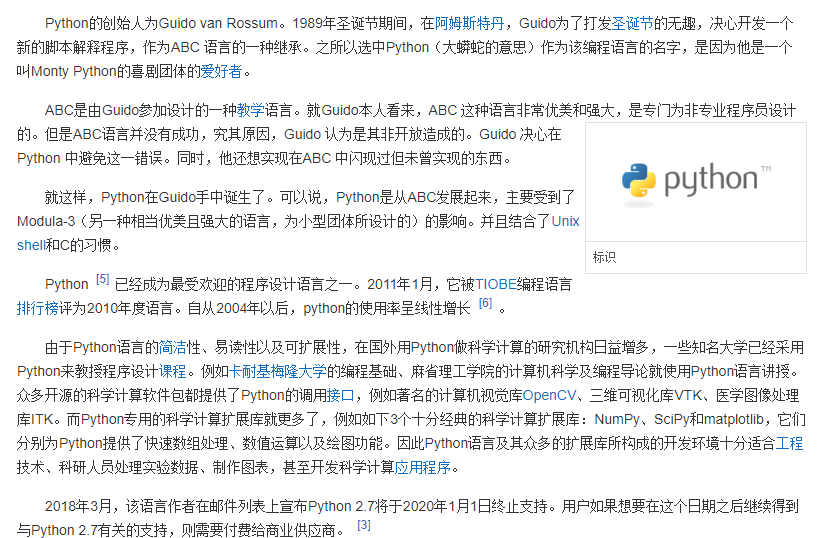 Python的创始人为Guido van Rossum。1989年圣诞节期间，在阿姆斯特丹，Guido为了打发圣诞节的无趣，决心开发一个
新的脚本解释程序，作为ABC 语言的一种继承。之所以选中Python（大蟒蛇的意思）作为该编程语言的名字，是因为他是一个
叫Monty Python的喜剧团体的爱好者。
ABC是由Guido参加设计的一种教学语言。就Guido本人看来，ABC 这种语言非常优美和强大，是专门为非专业程序员设计
的。但是ABC语言并没有成功，究其原因，Guido 认为是其非开放造成的。Guido 决心在
Python 中避免这一错误。同时，他还想实现在ABC 中闪现过但未曾实现的东西。
就这样，Python在Guido手中诞生了。可以说，Python是从ABC发展起来，主要受到了
Modula-3（另一种相当优美且强大的语言，为小型团体所设计的）的影响。并且结合了Unix
shell和C的习惯。
python™
标识
Python [5] 已经成为最受欢迎的程序设计语言之一。2011年1月，它被TIOBE编程语言
排行榜评为2010年度语言。自从2004年以后，python的使用率呈线性增长 [6] 。
由于Python语言的简洁性、易读性以及可扩展性，在国外用Python做科学计算的研究机构日益增多，一些知名大学已经采用
Python来教授程序设计课程。例如卡耐基梅隆大学的编程基础、麻省理工学院的计算机科学及编程导论就使用Python语言讲授。
众多开源的科学计算软件包都提供了Python的调用接口，例如著名的计算机视觉库OpenCV、三维可视化库VTK、医学图像处理
库ITK。而Python专用的科学计算扩展库就更多了，例如如下3个十分经典的科学计算扩展库：NumPy、SciPy和matplotlib，它们
分别为Python提供了快速数组处理、数值运算以及绘图功能。因此Python语言及其众多的扩展库所构成的开发环境十分适合工程
技术、科研人员处理实验数据、制作图表，甚至开发科学计算应用程序。
2018年3月，该语言作者在邮件列表上宣布Python 2.7将于2020年1月1日终止支持。用户如果想要在这个日期之后继续得到
与Python 2.7有关的支持，则需要付费给商业供应商。 [3]